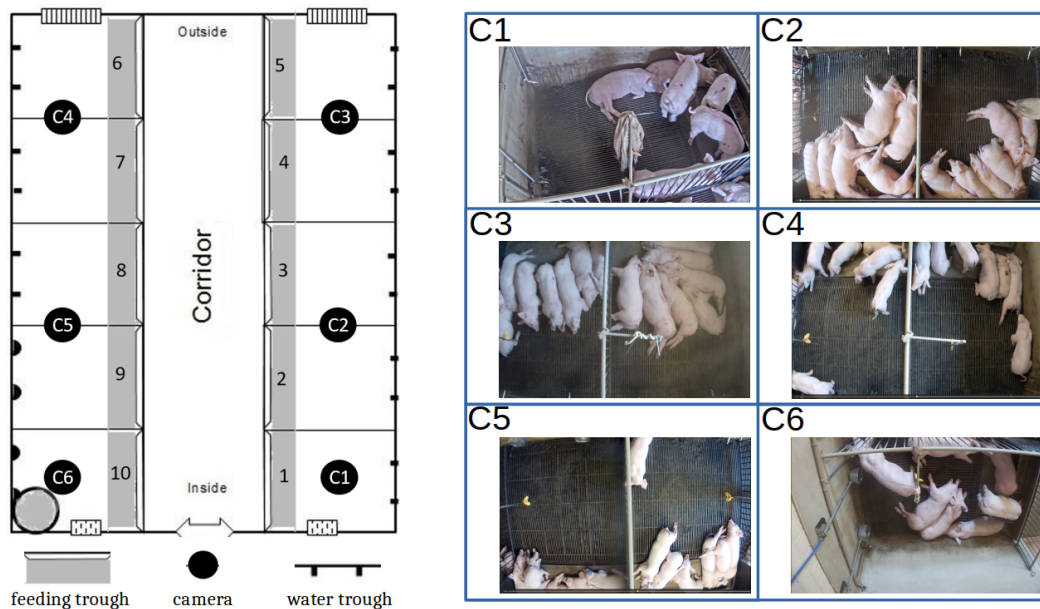 Outside
6
5
C4
C3
7
4
Corridor
8
3
C5
C2
9
2
C6
10
Inside
1
C1
feeding trough
camera
water trough
C1
C2
C3
C4
C5
C6